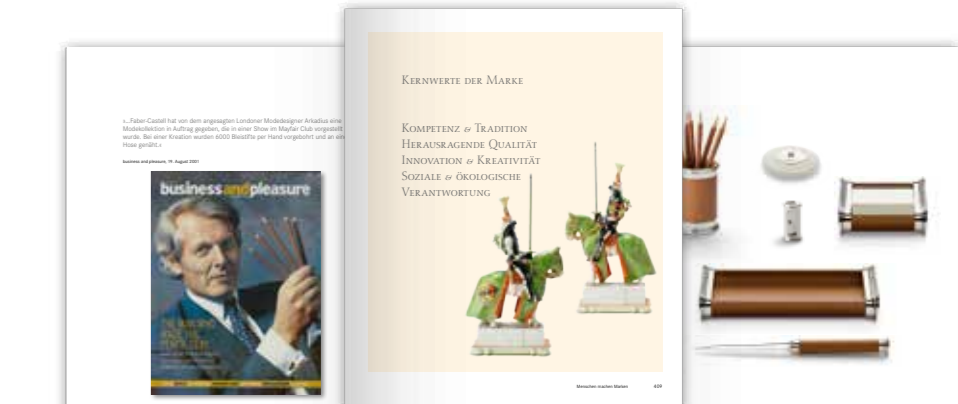 «...Faber-Castell hat von dem angesagten Londoner Modedesigner Arkadius eine
Modekollektion in Auftrag gegeben, die in einer Show im Mayfair Club vorgestellt
wurde. Bei einer Kreation wurden 6000 Bleistifte per Hand vorgebohrt und an eine
Hose genäht.»
business and pleasure, 19. August 2001
businessandpleasure
Kernwerte der Marke
Kompetenz & Tradition
Herausragende Qualität
Innovation & Kreativität
Soziale & ökologische
Verantwortung
Menschen machen Marken 409